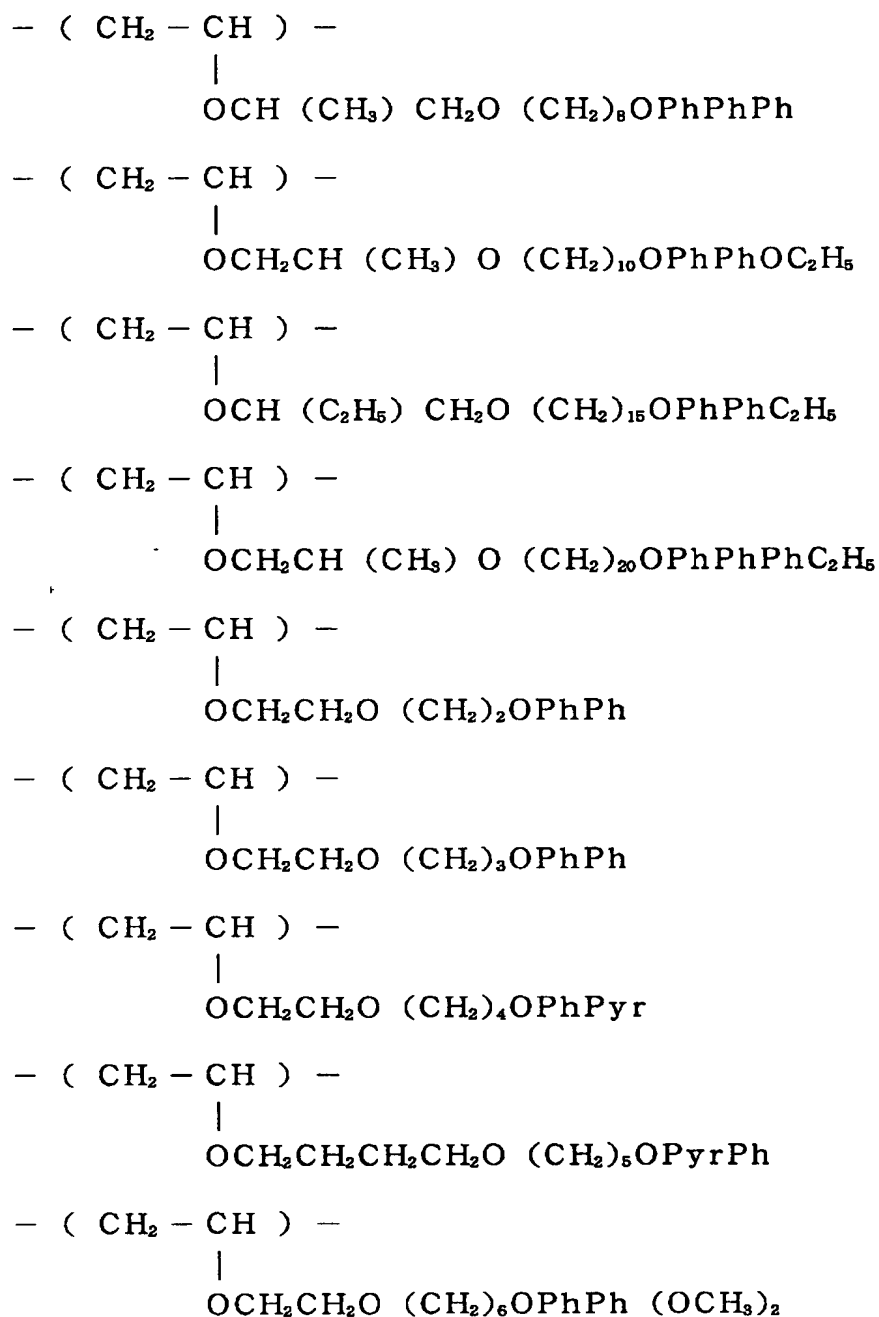 − ( CH₂ − CH ) −
|
OCH (CH₃) CH₂O (CH₂)₈OPhPhPh
− ( CH₂ − CH ) −
|
OCH₂CH (CH₃) O (CH₂)₁₀OPhPhOC₂H₅
− ( CH₂ − CH ) −
|
OCH (C₂H₅) CH₂O (CH₂)₁₅OPhPhC₂H₅
− ( CH₂ − CH ) −
|
OCH₂CH (CH₃) O (CH₂)₂₀OPhPhPhC₂H₅
− ( CH₂ − CH ) −
|
OCH₂CH₂O (CH₂)₂OPhPh
− ( CH₂ − CH ) −
|
OCH₂CH₂O (CH₂)₃OPhPh
− ( CH₂ − CH ) −
|
OCH₂CH₂O (CH₂)₄OPhPyr
− ( CH₂ − CH ) −
|
OCH₂CH₂CH₂CH₂O (CH₂)₅OPyrPh
− ( CH₂ − CH ) −
|
OCH₂CH₂O (CH₂)₆OPhPh (OCH₃)₂